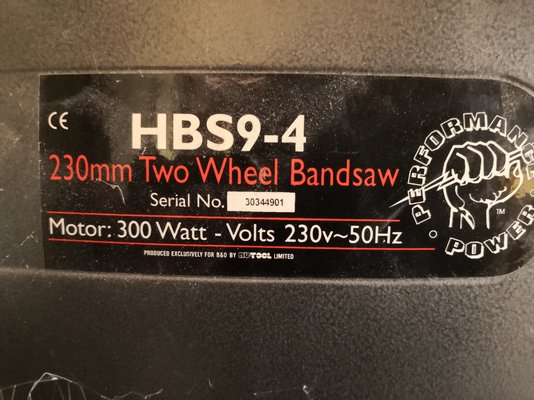 CE
HBS9-4
230mm Two Wheel Bandsaw
Serial No. 30344901
Motor: 300 Watt - Volts 230v~50Hz
PRODUCED EXCLUSIVELY FOR B&Q BY NUTOOL LIMITED
PERFORMANCE
POWER
TM